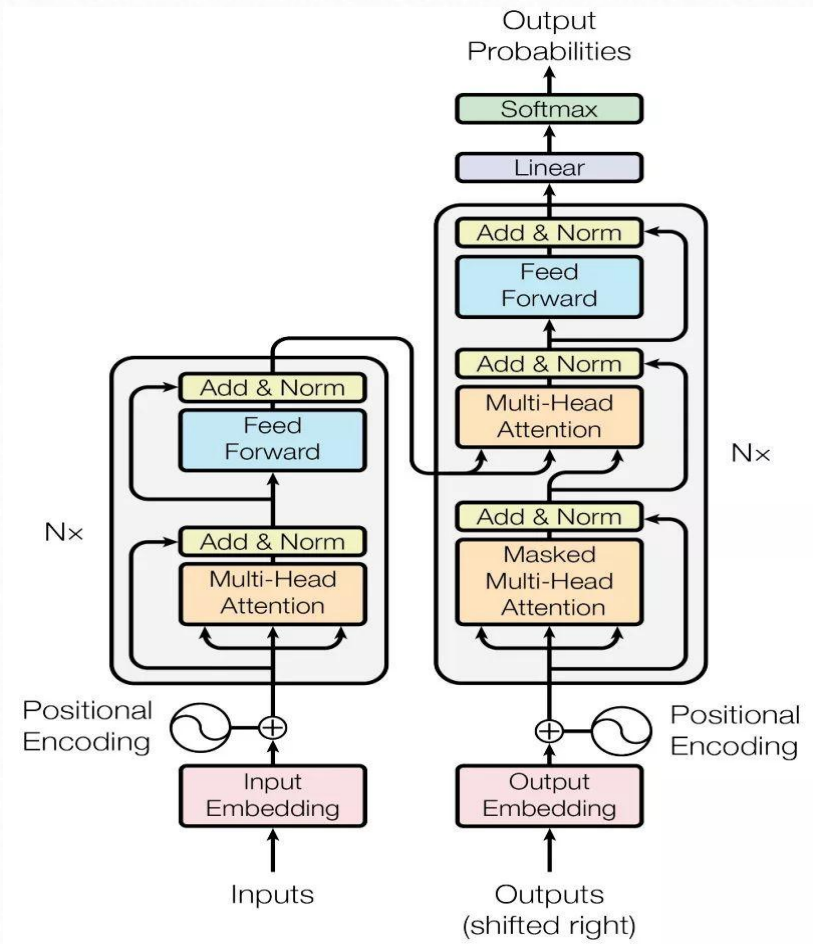 Output
Probabilities
Softmax
Linear
Add & Norm
Feed
Forward
Add & Norm
Multi-Head
Attention
Nx
Add & Norm
Masked
Multi-Head
Attention
Add & Norm
Feed
Forward
Nx
Add & Norm
Multi-Head
Attention
Positional
Encoding
Positional
Encoding
Input
Embedding
Output
Embedding
Inputs
Outputs
(shifted right)